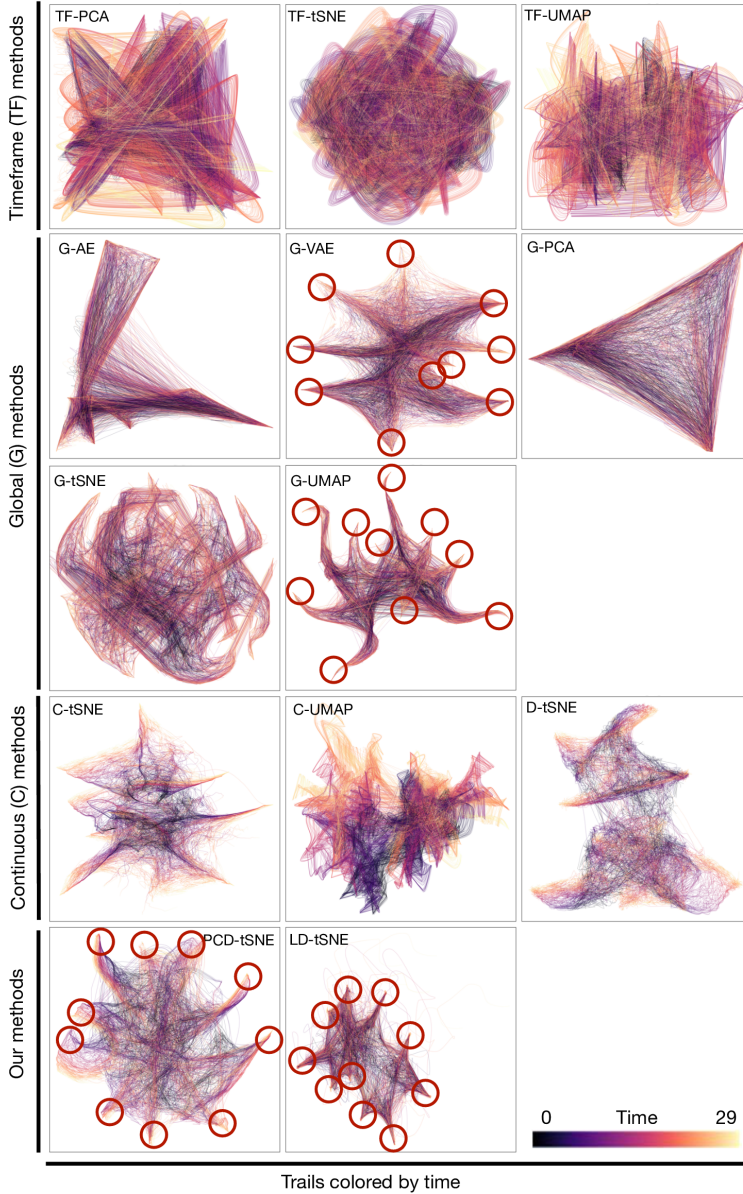 Timeframe (TF) methods
TF-PCA
TF-tSNE
TF-UMAP
Global (G) methods
G-AE
G-VAE
G-PCA
G-tSNE
G-UMAP
Continuous (C) methods
C-tSNE
C-UMAP
D-tSNE
Our methods
PCD-tSNE
LD-tSNE
0 Time 29
Trails colored by time